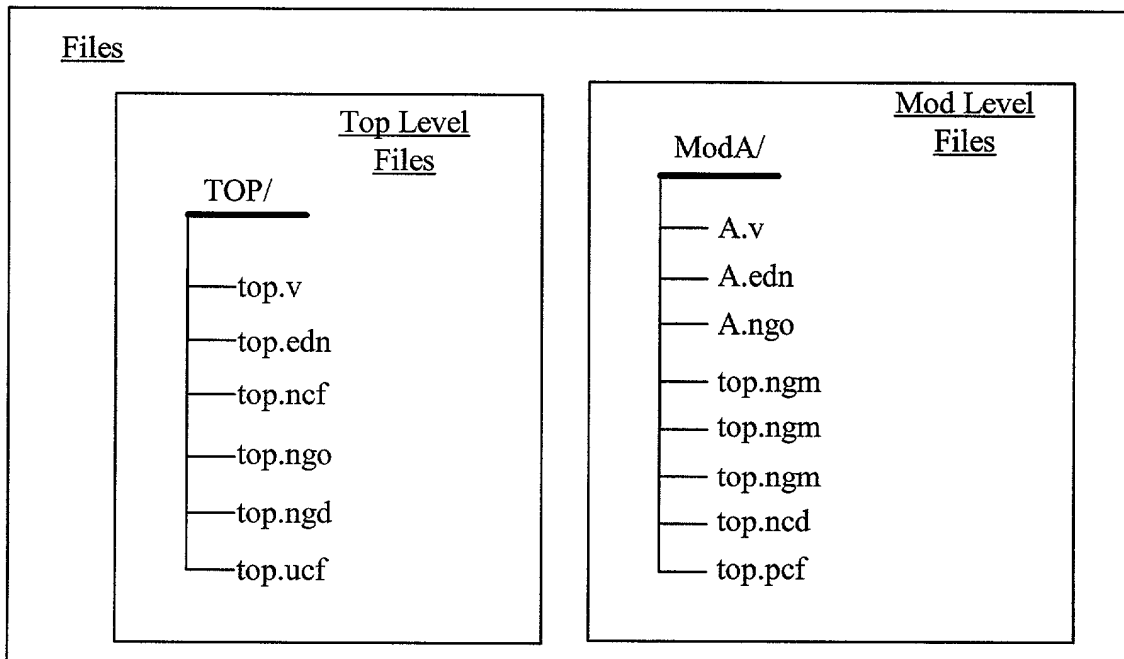 Files
Top Level
Files
TOP/
top.v
top.edn
top.ncf
top.ngo
top.ngd
top.ucf
Mod Level
Files
ModA/
A.v
A.edn
A.ngo
top.ngm
top.ngm
top.ngm
top.ncd
top.pcf